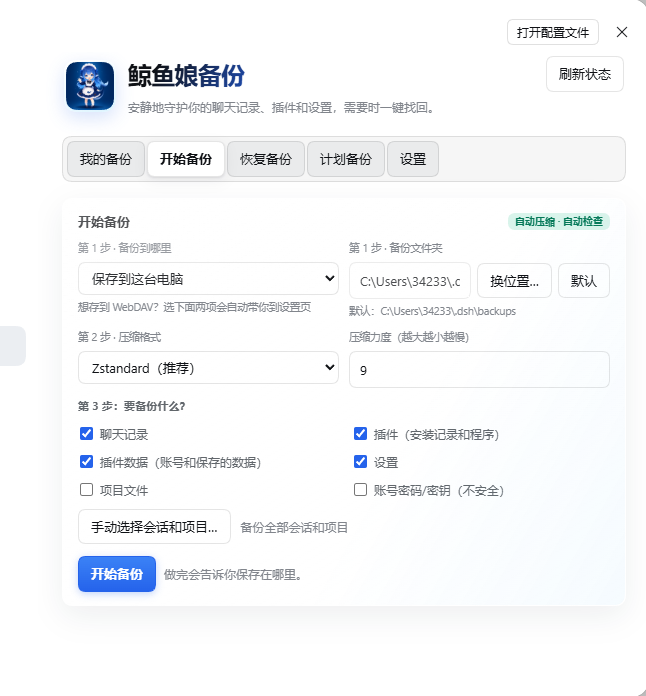 打开配置文件
鲸鱼娘备份
刷新状态
安静地守护你的聊天记录、插件和设置，需要时一键找回。
我的备份 开始备份 恢复备份 计划备份 设置
开始备份
自动压缩 · 自动检查
第 1 步 · 备份到哪里
第 1 步 · 备份文件夹
保存到这台电脑
C:\Users\34233\.c 换位置... 默认
想存到 WebDAV？选下面两项会自动带你到设置页
默认：C:\Users\34233\.dsh\backups
第 2 步 · 压缩格式
压缩力度（越大越小越慢）
Zstandard（推荐）
9
第 3 步：要备份什么？
聊天记录
插件（安装记录和程序）
插件数据（账号和保存的数据）
设置
项目文件
账号密码/密钥（不安全）
手动选择会话和项目... 备份全部会话和项目
开始备份 做完会告诉你保存在哪里。